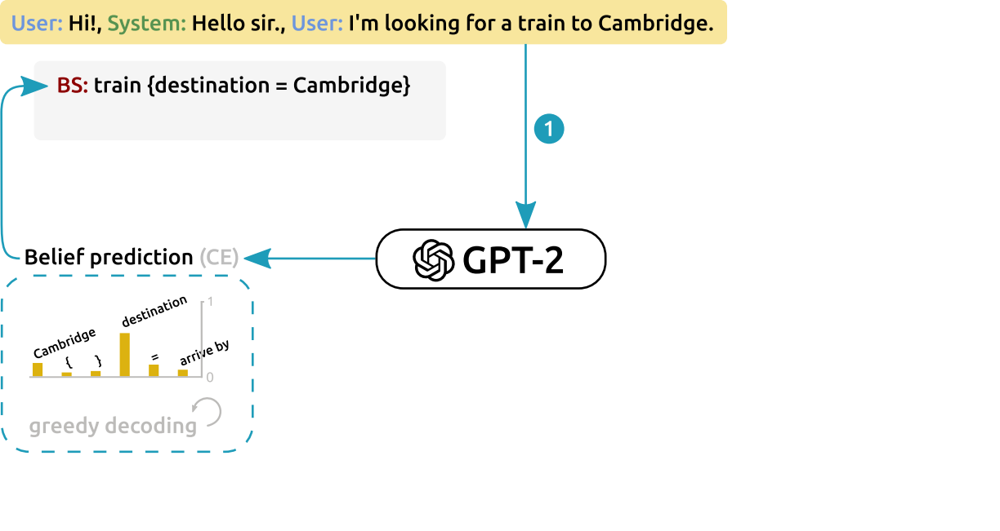 User: Hi!, System: Hello sir., User: I'm looking for a train to Cambridge.
BS: train {destination = Cambridge}
1
GPT-2
Belief prediction (CE)
Cambridge
{
}
destination
=
arrive by
1
0
greedy decoding